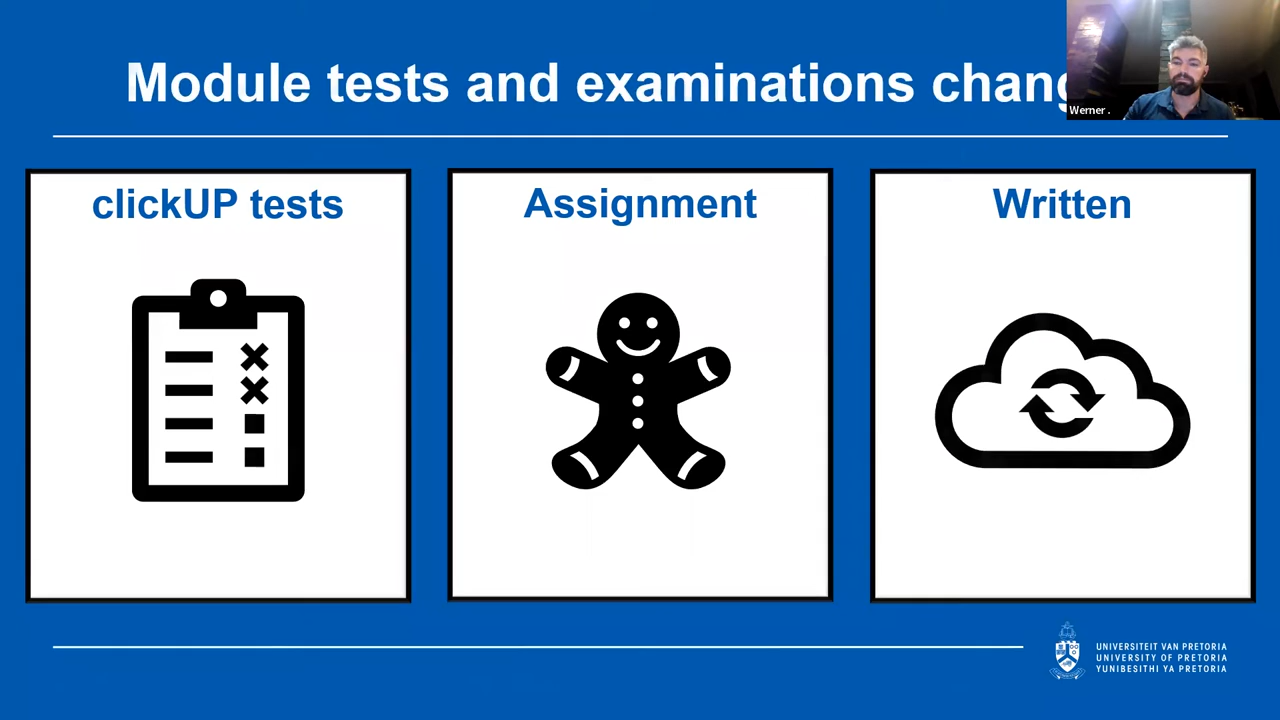 Module tests and examinations chang
Werner .
clickUP tests
Assignment
Written
UNIVERSITEIT VAN PRETORIA
UNIVERSITY OF PRETORIA
YUNIBESITHI YA PRETORIA